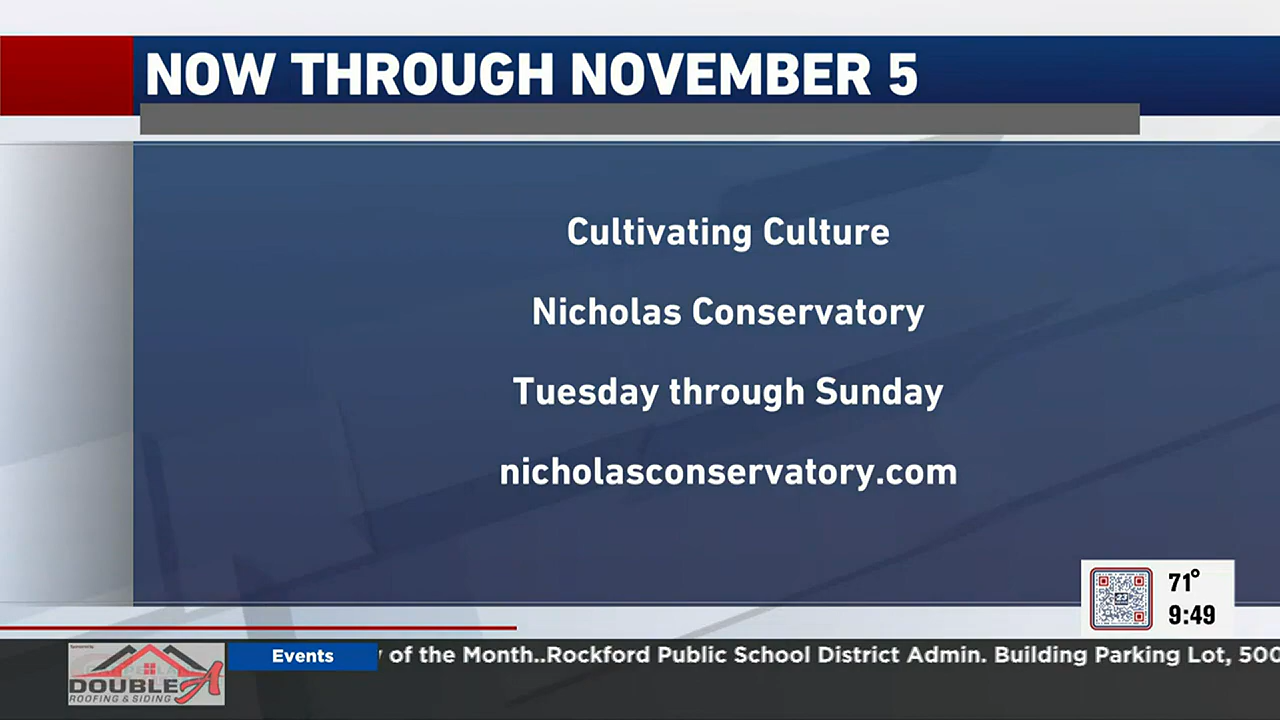 NOW THROUGH NOVEMBER 5
Cultivating Culture
Nicholas Conservatory
Tuesday through Sunday
nicholasconservatory.com
71°
9:49
Events
of the Month..Rockford Public School District Admin. Building Parking Lot, 500
DOUBLE A
ROOFING & SIDING